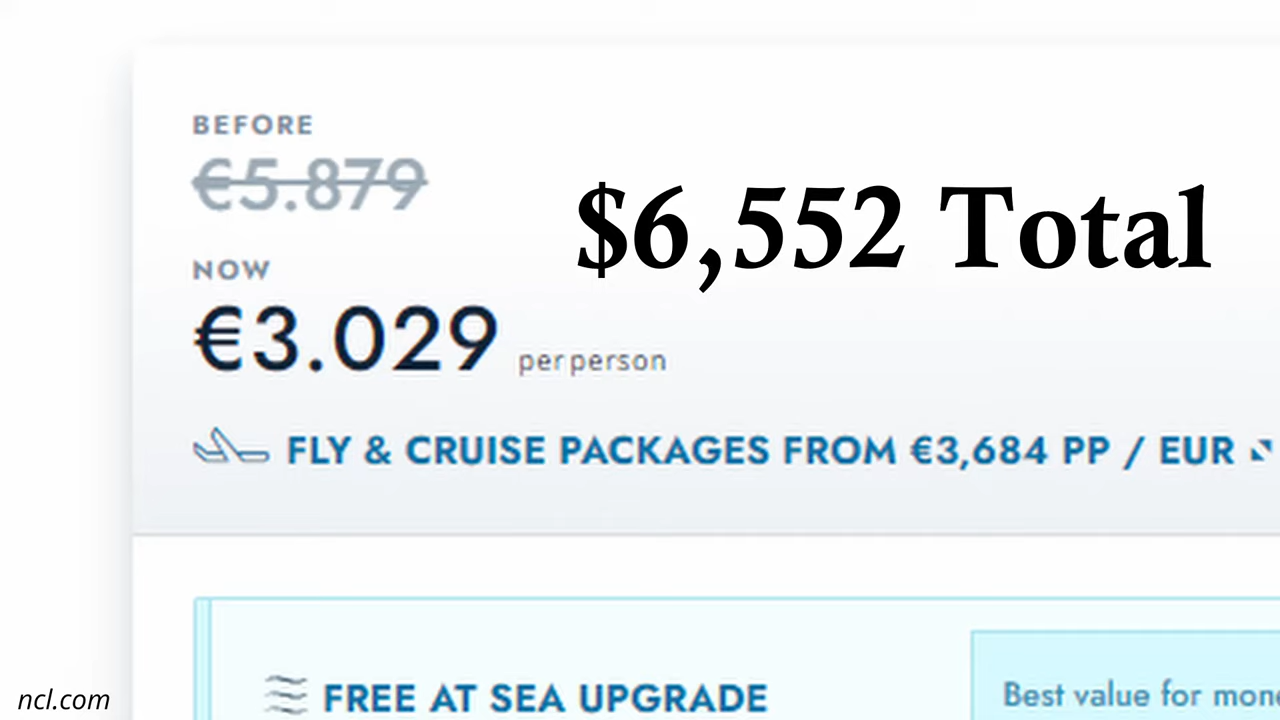 BEFORE
€5.879
$6,552 Total
NOW
€3.029 per person
FLY & CRUISE PACKAGES FROM €3,684 PP / EUR
FREE AT SEA UPGRADE
Best value for
ncl.com